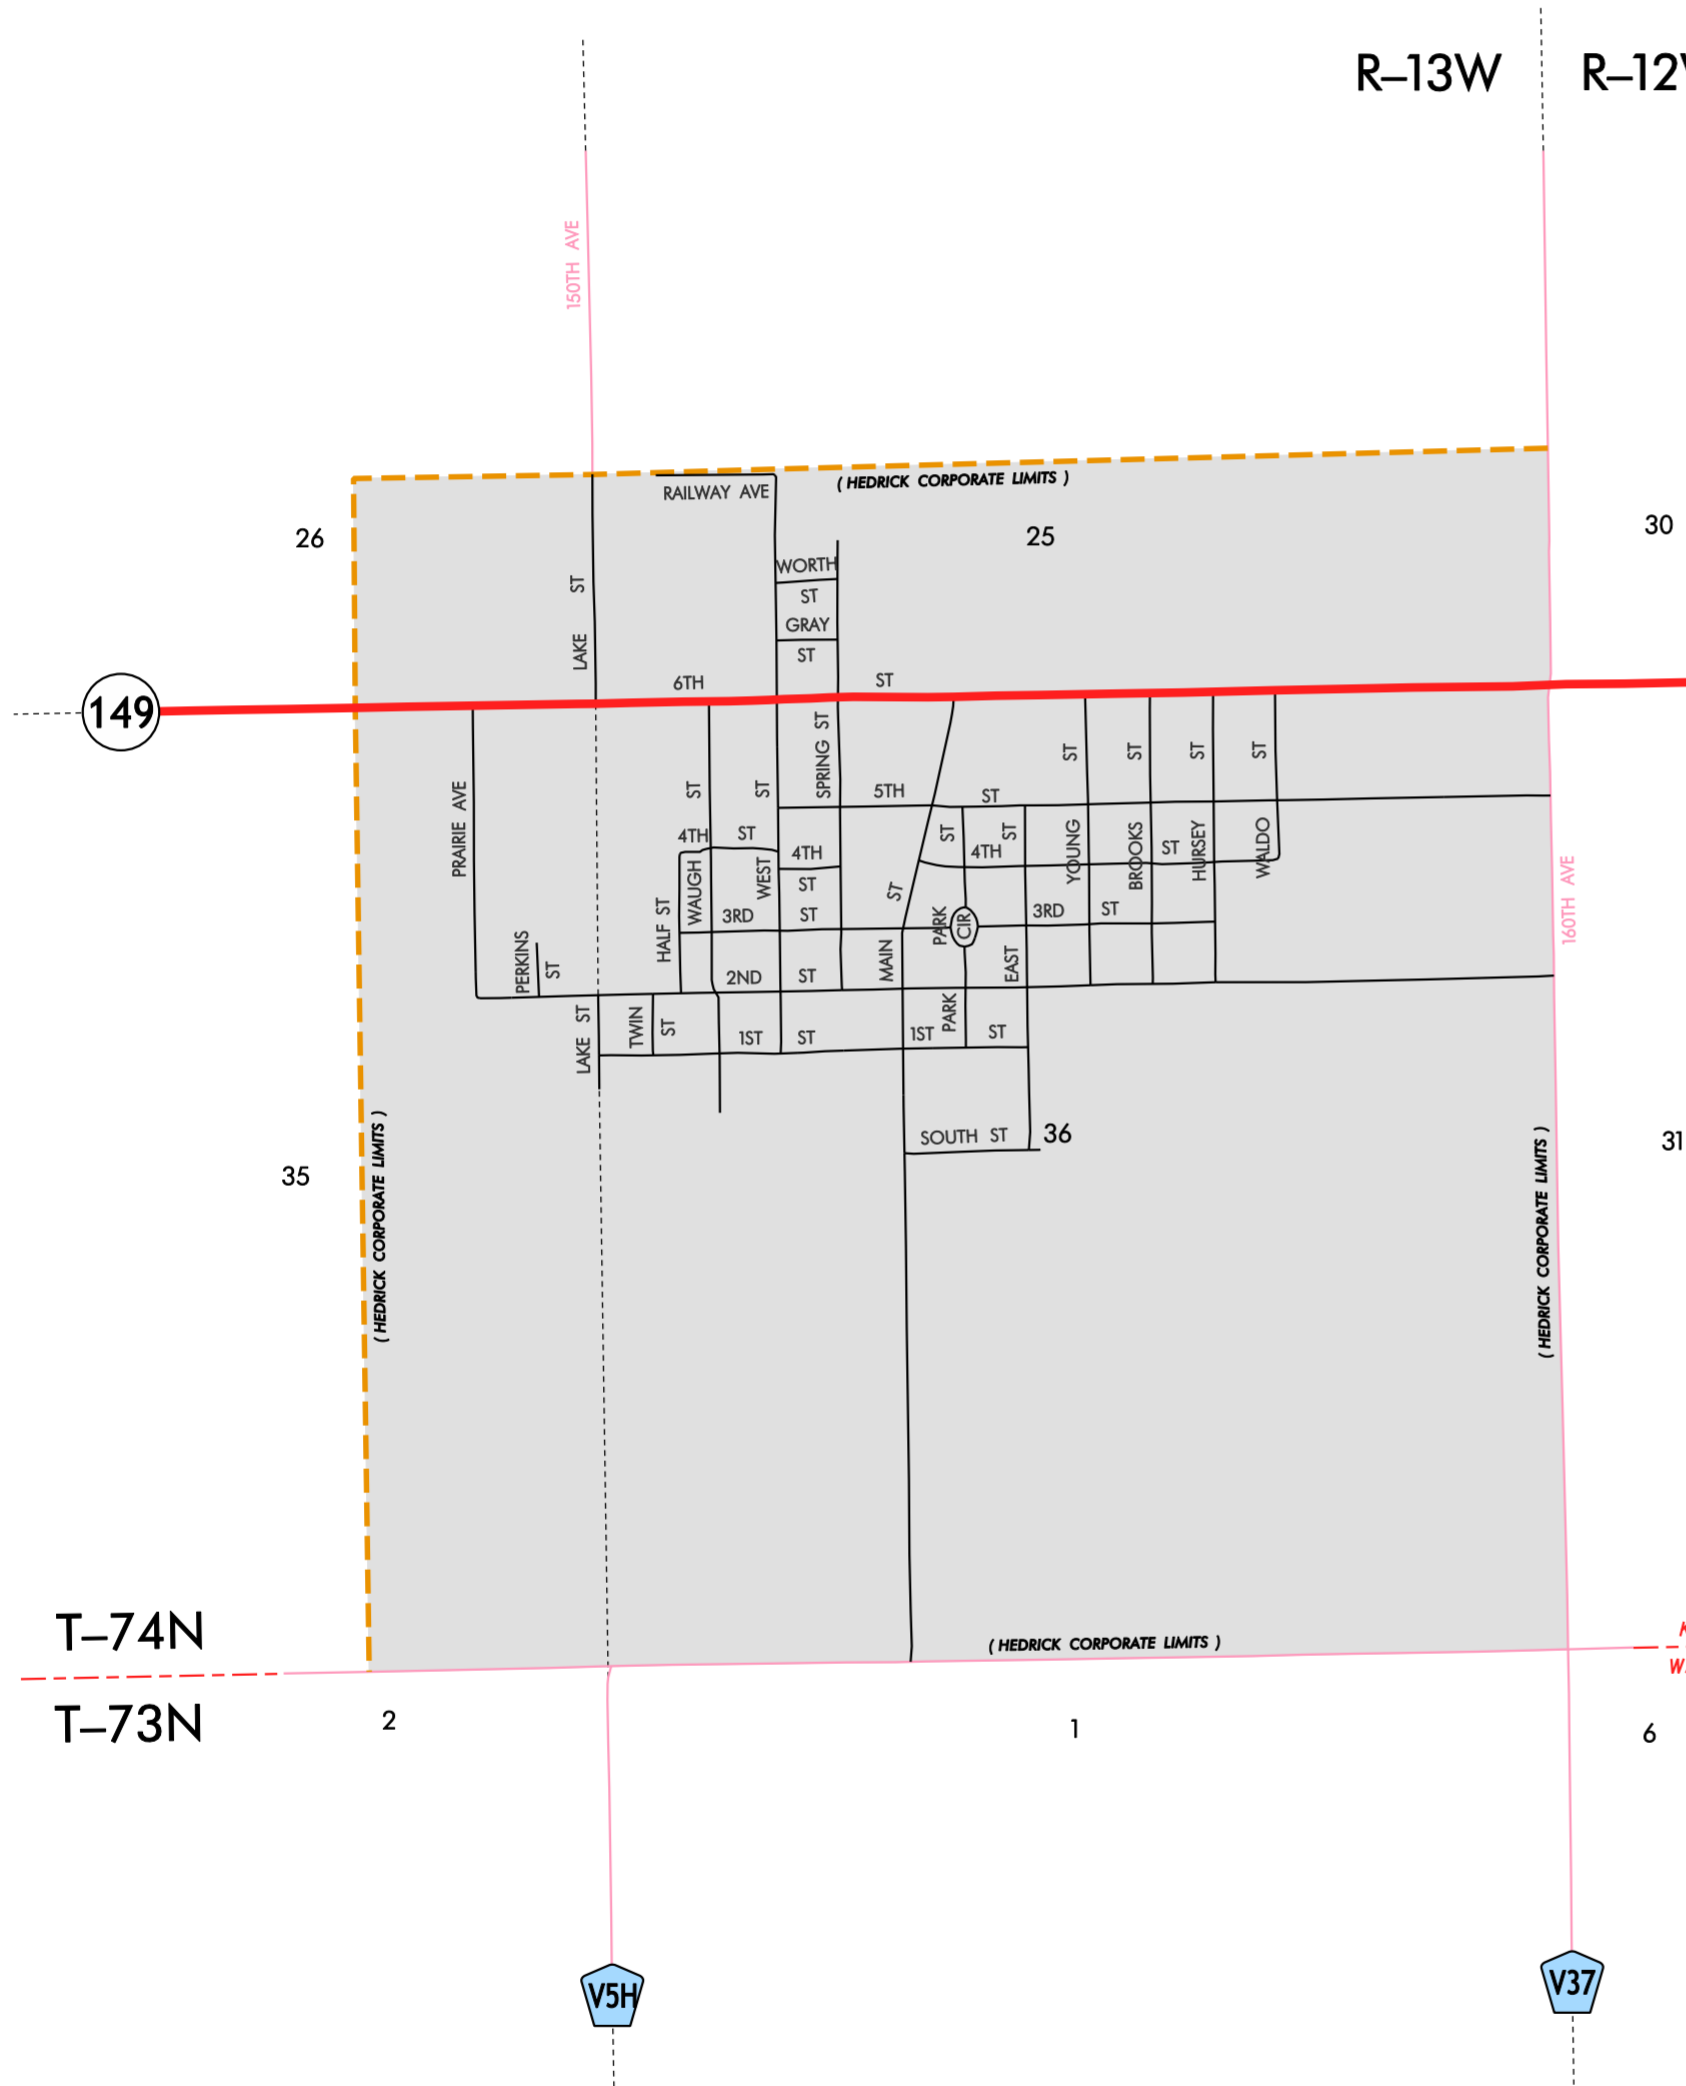 R–13W
R–12
150TH AVE
RAILWAY AVE
( HEDRICK CORPORATE LIMITS )
26
25
30
WORTH
ST
GRAY
ST
LAKE ST
6TH ST
149
SPRING ST
5TH ST
PRAIRIE AVE
WAUGH ST
WEST ST
4TH ST
4TH
ST
4TH ST
YOUNG ST
BROOKS ST
HURSEY ST
WALDO ST
160TH AVE
HALF ST
3RD ST
MAIN ST
PARK ST
CIR
EAST ST
3RD ST
PERKINS
ST
2ND ST
LAKE ST
TWIN
ST
1ST ST
1ST ST
PARK
SOUTH ST
36
35
31
( HEDRICK CORPORATE LIMITS )
( HEDRICK CORPORATE LIMITS )
T–74N
( HEDRICK CORPORATE LIMITS )
T–73N
2
1
6
V5H
V37